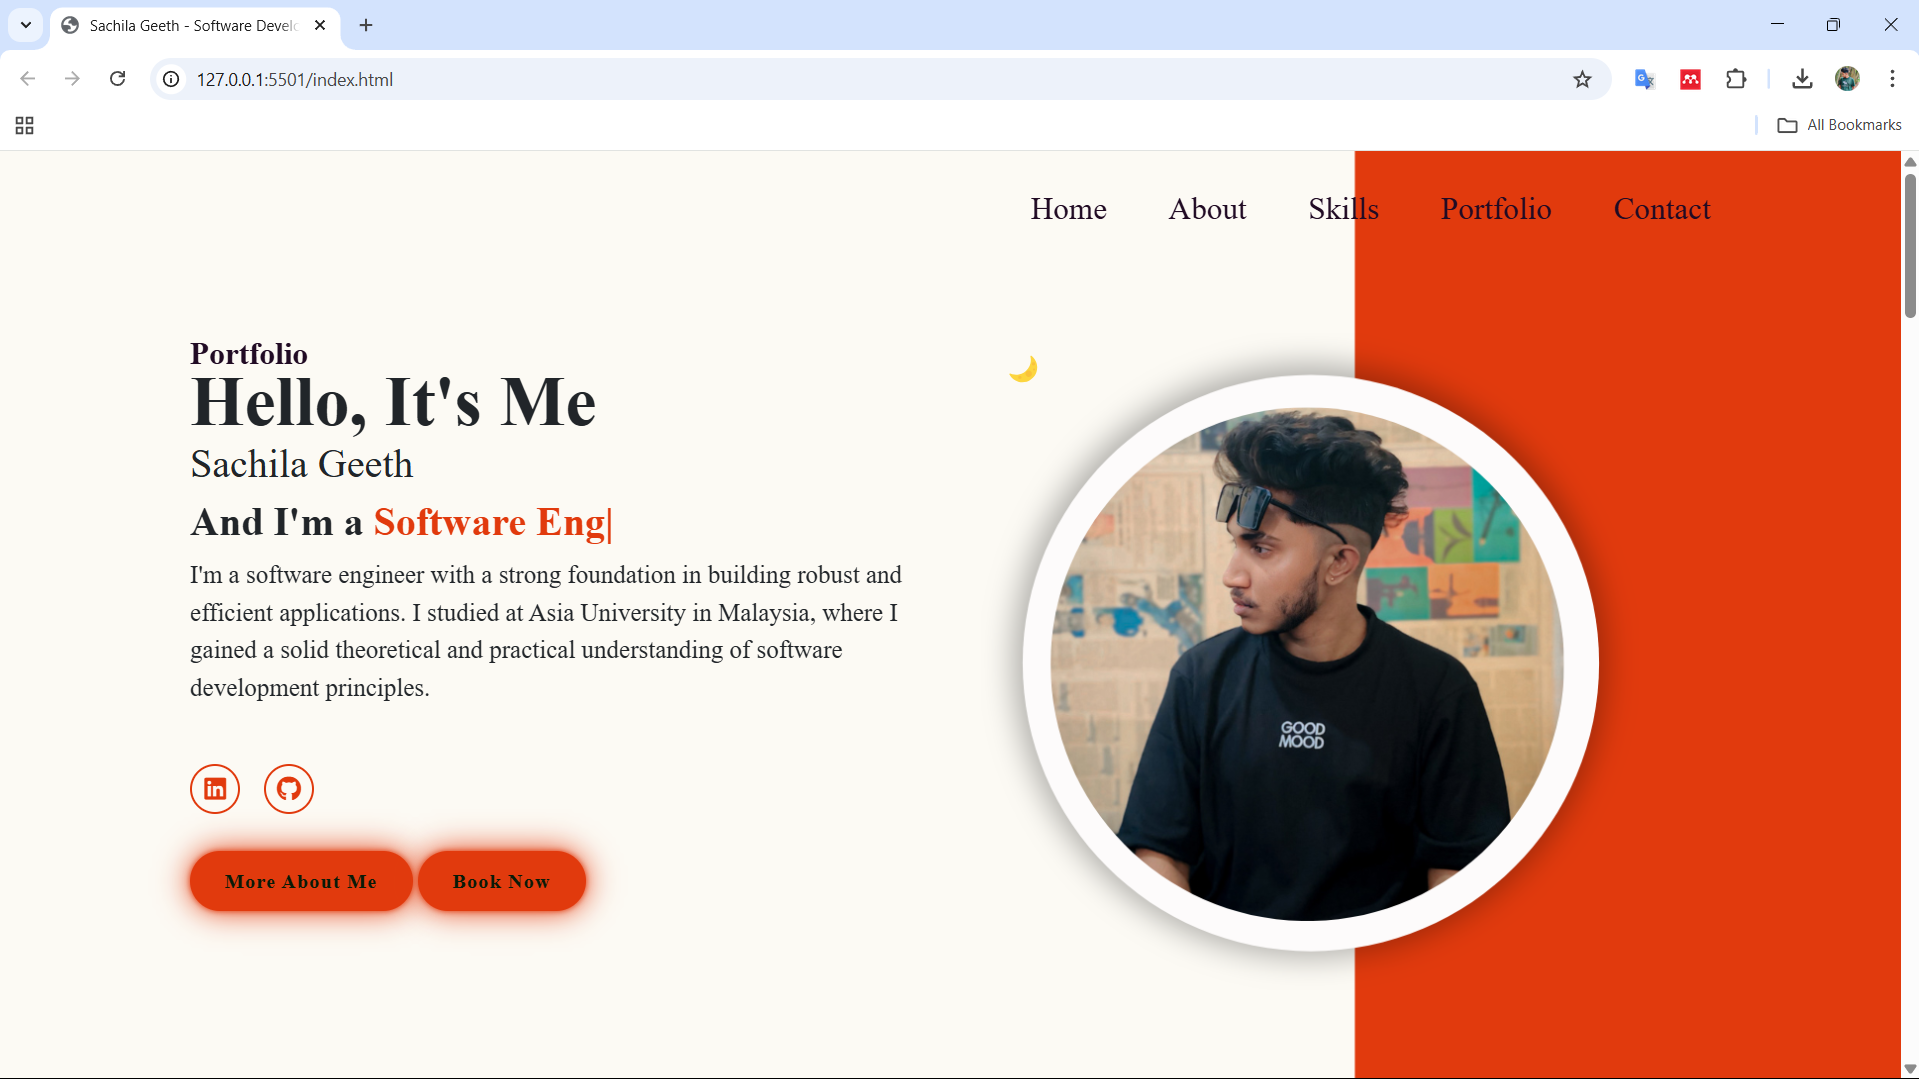 Sachila Geeth - Software Develo
127.0.0.1:5501/index.html
All Bookmarks
Home About Skills Portfolio Contact
Portfolio
Hello, It's Me
Sachila Geeth
And I'm a Software Eng|
I'm a software engineer with a strong foundation in building robust and
efficient applications. I studied at Asia University in Malaysia, where I
gained a solid theoretical and practical understanding of software
development principles.
GOOD
MOOD
in
More About Me Book Now